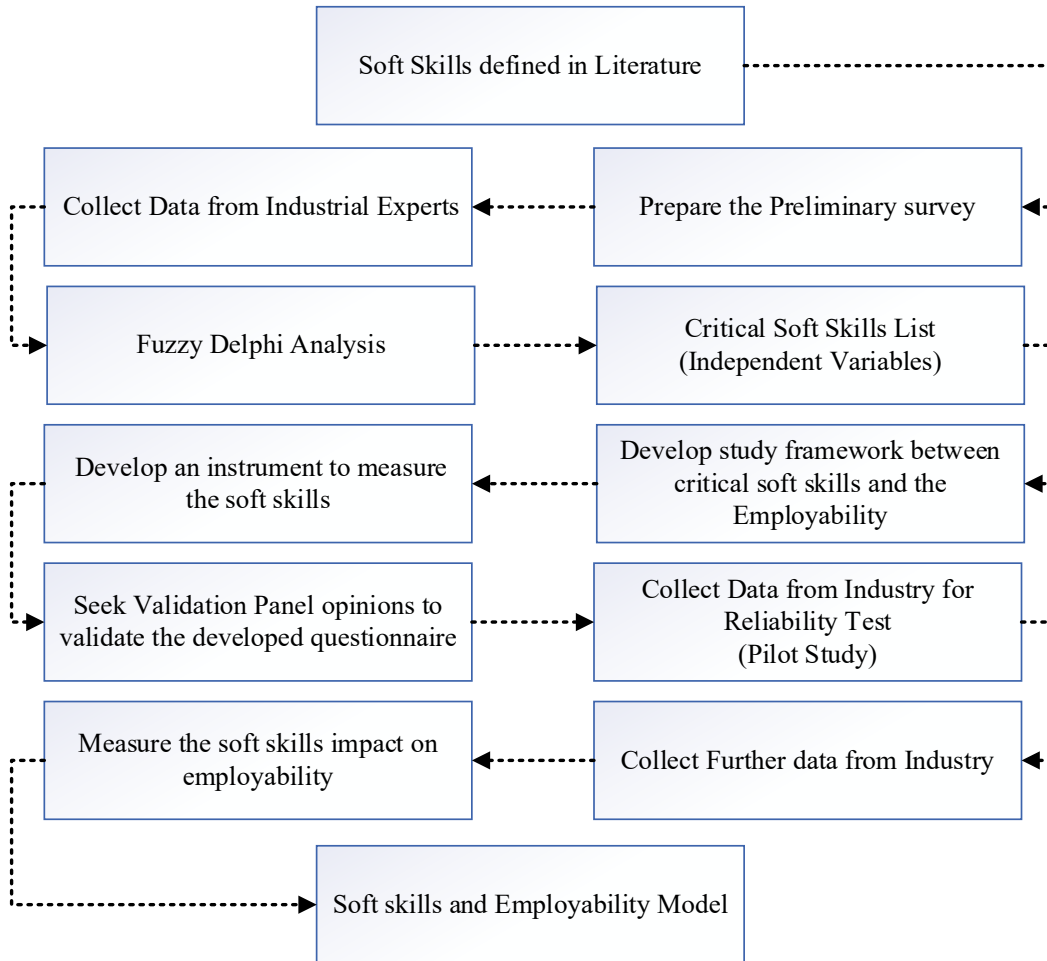 Soft Skills defined in Literature
Collect Data from Industrial Experts
Prepare the Preliminary survey
Fuzzy Delphi Analysis
Critical Soft Skills List
(Independent Variables)
Develop an instrument to measure
the soft skills
Develop study framework between
critical soft skills and the
Employability
Seek Validation Panel opinions to
validate the developed questionnaire
Collect Data from Industry for
Reliability Test
(Pilot Study)
Measure the soft skills impact on
employability
Collect Further data from Industry
Soft skills and Employability Model